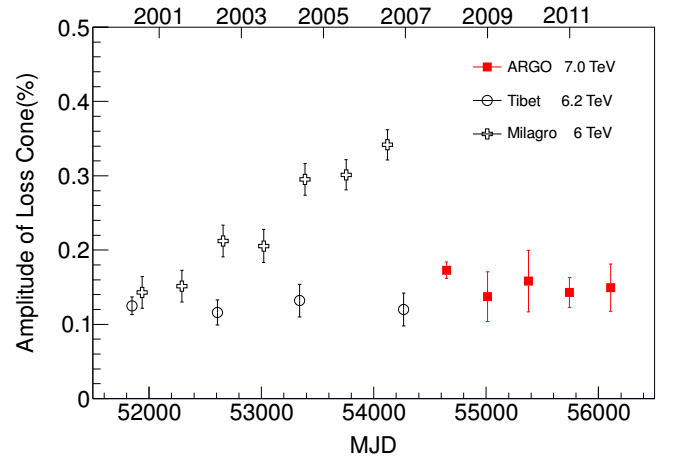 2001 2003 2005 2007 2009 2011
0.5
ARGO 7.0 TeV
0.4
Tibet 6.2 TeV
Milagro 6 TeV
0.3
0.2
0.1
0
Amplitude of Loss Cone(%)
52000 53000 54000 55000 56000
MJD